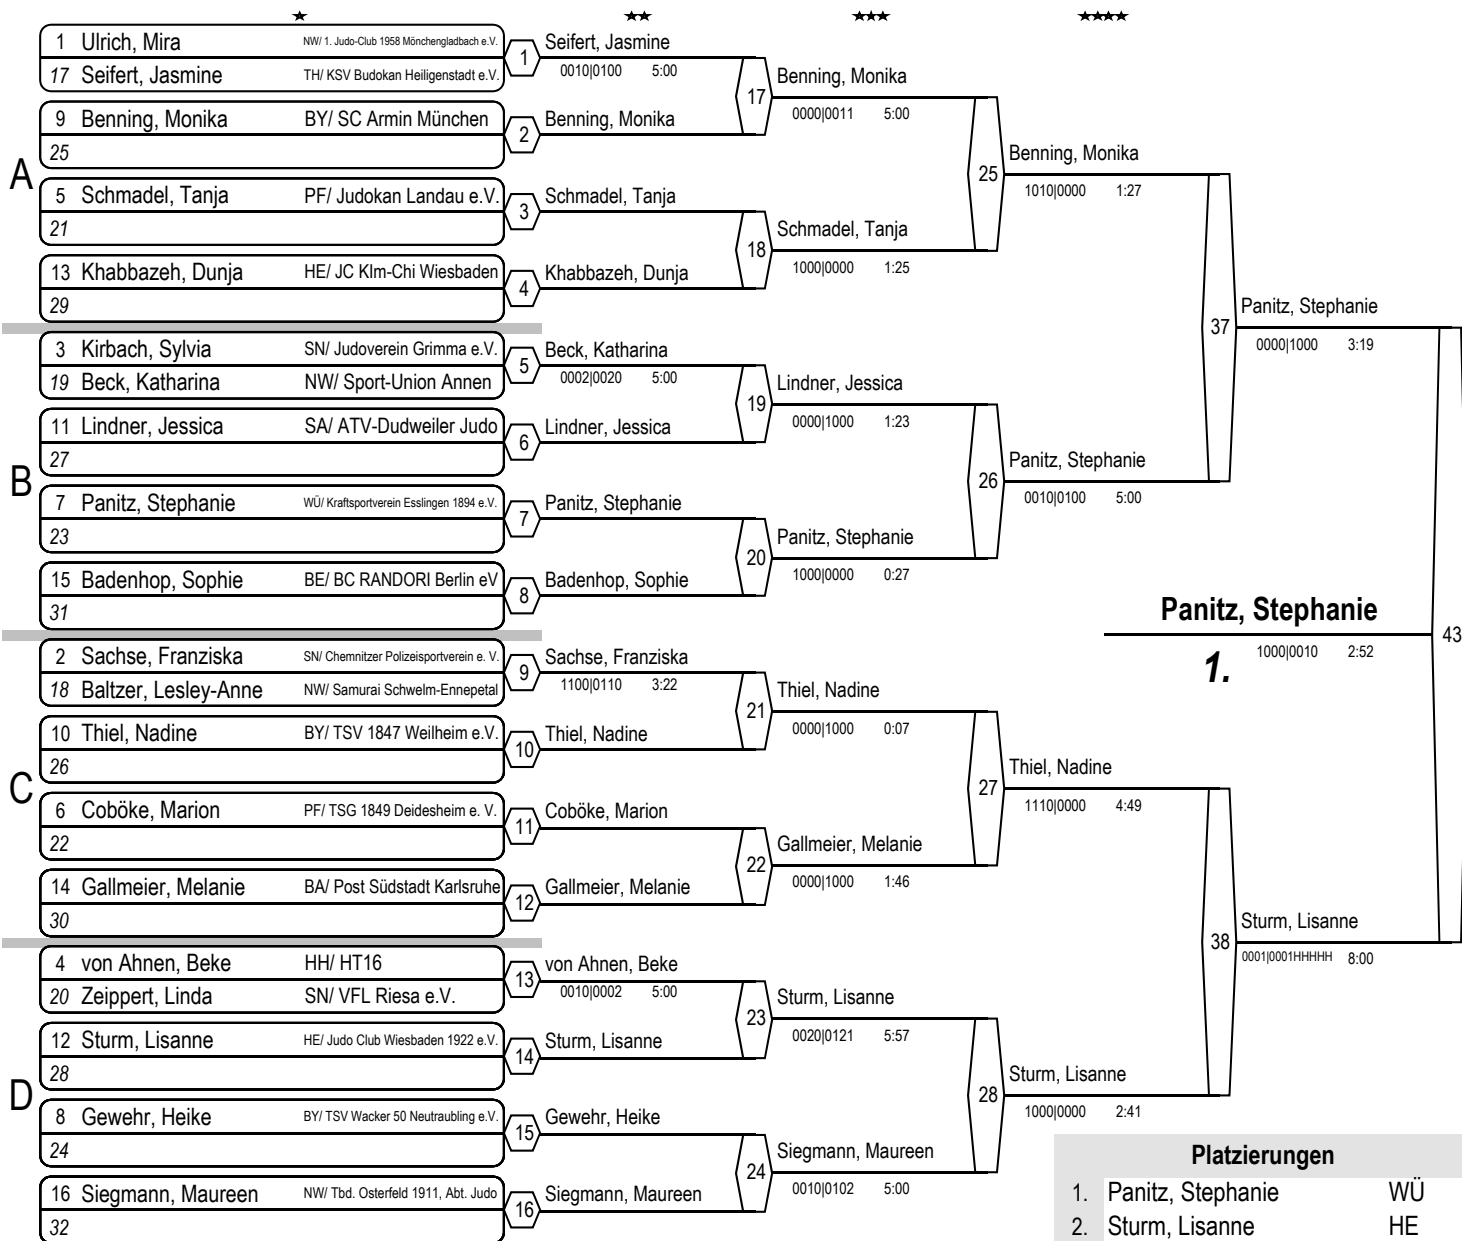 ★ ★★ ★★★ ★★★★
A
1 Ulrich, Mira NW/ 1. Judo-Club 1958 Mönchengladbach e.V.
17 Seifert, Jasmine TH/ KSV Budokan Heiligenstadt e.V.
9 Benning, Monika BY/ SC Armin München
25
5 Schmadel, Tanja PF/ Judokan Landau e.V.
21
13 Khabbazeh, Dunja HE/ JC KIm-Chi Wiesbaden
29
B
3 Kirbach, Sylvia SN/ Judoverein Grimma e.V.
19 Beck, Katharina NW/ Sport-Union Annen
11 Lindner, Jessica SA/ ATV-Dudweiler Judo
27
7 Panitz, Stephanie WÜ/ Kraftsportverein Esslingen 1894 e.V.
23
15 Badenhop, Sophie BE/ BC RANDORI Berlin eV
31
C
2 Sachse, Franziska SN/ Chemnitzer Polizeisportverein e. V.
18 Baltzer, Lesley-Anne NW/ Samurai Schwelm-Ennepetal
10 Thiel, Nadine BY/ TSV 1847 Weilheim e.V.
26
6 Coböke, Marion PF/ TSG 1849 Deidesheim e. V.
22
14 Gallmeier, Melanie BA/ Post Südstadt Karlsruhe
30
D
4 von Ahnen, Beke HH/ HT16
20 Zeippert, Linda SN/ VFL Riesa e.V.
12 Sturm, Lisanne HE/ Judo Club Wiesbaden 1922 e.V.
28
8 Gewehr, Heike BY/ TSV Wacker 50 Neutraubling e.V.
24
16 Siegmann, Maureen NW/ Tbd. Osterfeld 1911, Abt. Judo
32
1 Seifert, Jasmine
0010|0100 5:00
2 Benning, Monika
3 Schmadel, Tanja
4 Khabbazeh, Dunja
5 Beck, Katharina
0002|0020 5:00
6 Lindner, Jessica
7 Panitz, Stephanie
8 Badenhop, Sophie
9 Sachse, Franziska
1100|0110 3:22
10 Thiel, Nadine
11 Coböke, Marion
12 Gallmeier, Melanie
13 von Ahnen, Beke
0010|0002 5:00
14 Sturm, Lisanne
15 Gewehr, Heike
16 Siegmann, Maureen
17 Benning, Monika
0000|0011 5:00
18 Schmadel, Tanja
1000|0000 1:25
19 Lindner, Jessica
0000|1000 1:23
20 Panitz, Stephanie
1000|0000 0:27
21 Thiel, Nadine
0000|1000 0:07
22 Gallmeier, Melanie
0000|1000 1:46
23 Sturm, Lisanne
0020|0121 5:57
24 Siegmann, Maureen
0010|0102 5:00
25 Benning, Monika
1010|0000 1:27
26 Panitz, Stephanie
0010|0100 5:00
27 Thiel, Nadine
1110|0000 4:49
28 Sturm, Lisanne
1000|0000 2:41
37 Panitz, Stephanie
0000|1000 3:19
38 Sturm, Lisanne
0001|0001HHHHH 8:00
43
Panitz, Stephanie
1. 1000|0010 2:52
Platzierungen
1. Panitz, Stephanie WÜ
2. Sturm, Lisanne HE